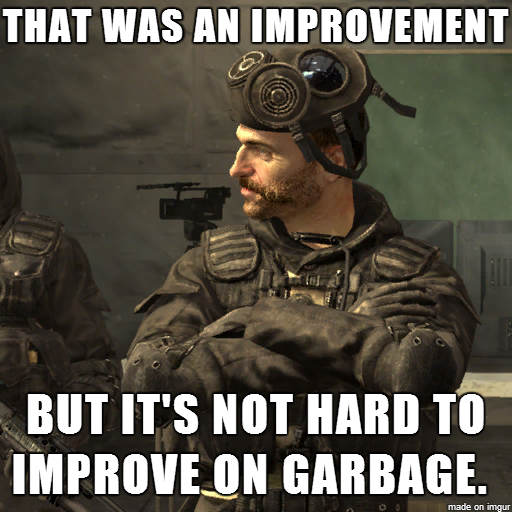 THAT WAS AN IMPROVEMENT
BUT IT'S NOT HARD TO
IMPROVE ON GARBAGE.
made on imgur